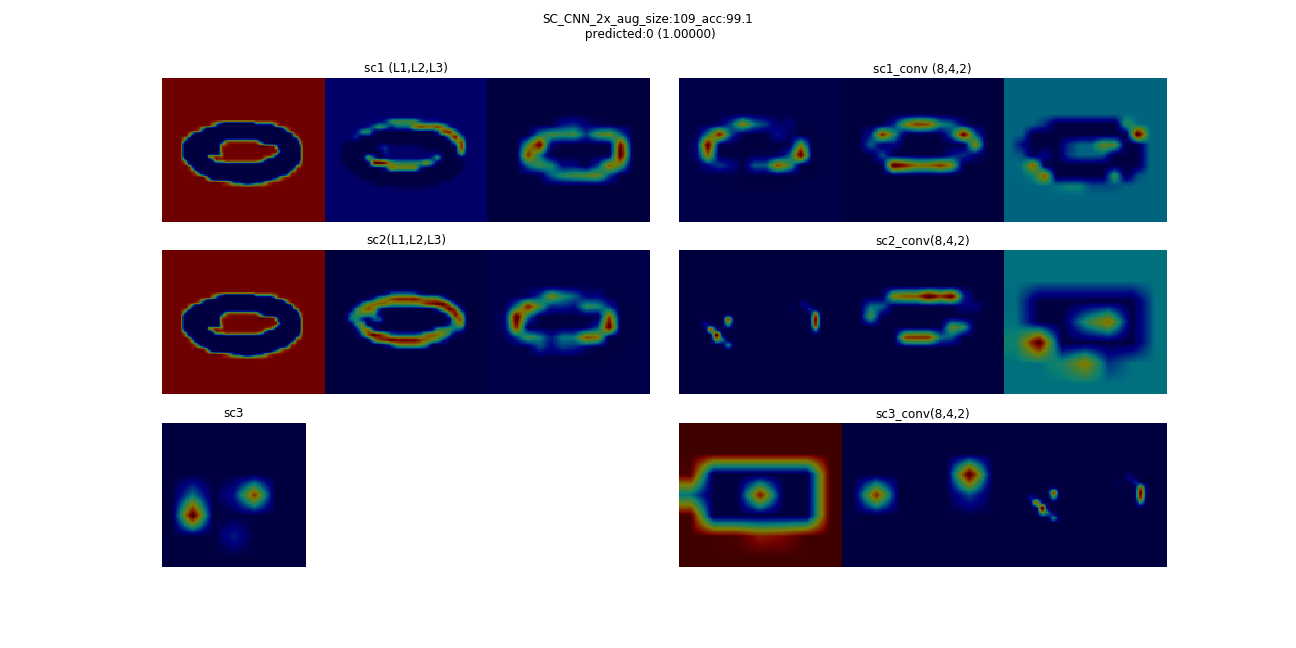 SC_CNN_2x_aug_size:109_acc:99.1
predicted:0 (1.00000)
sc1 (L1,L2,L3)
sc1_conv (8,4,2)
sc2(L1,L2,L3)
sc2_conv(8,4,2)
sc3
sc3_conv(8,4,2)